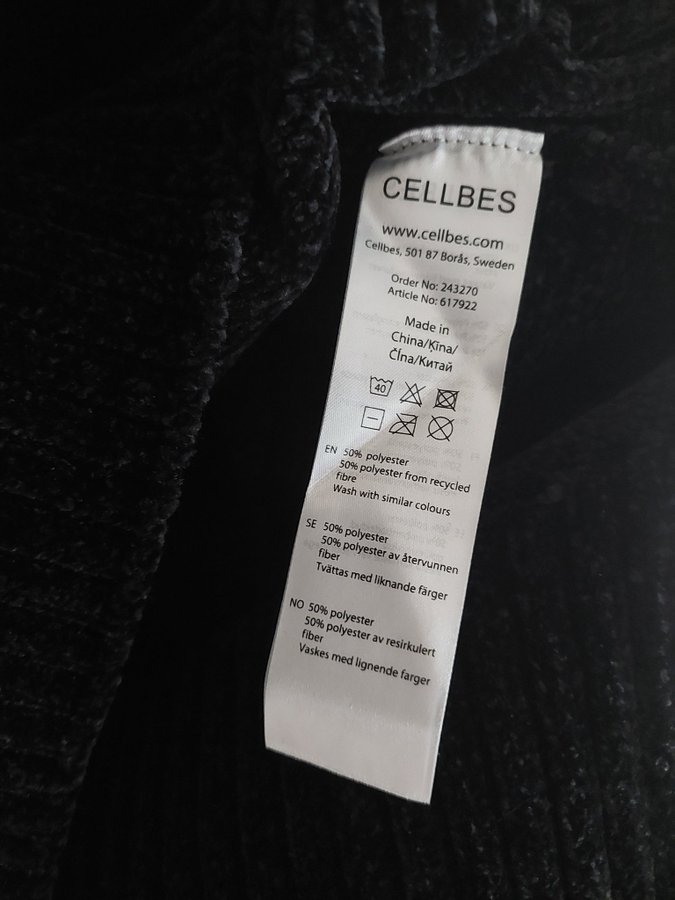 CELLBES
www.cellbes.com
Cellbes, 501 87 Borås, Sweden
Order No: 243270
Article No: 617922
Made in
China/Ķīna/
Čĺna/Китай
40
EN 50% polyester
50% polyester from recycled
fibre
Wash with similar colours
SE 50% polyester
50% polyester av återvunnen
fiber
Tvättas med liknande färger
NO 50% polyester
50% polyester av resirkulert
fiber
Vaskes med lignende farger